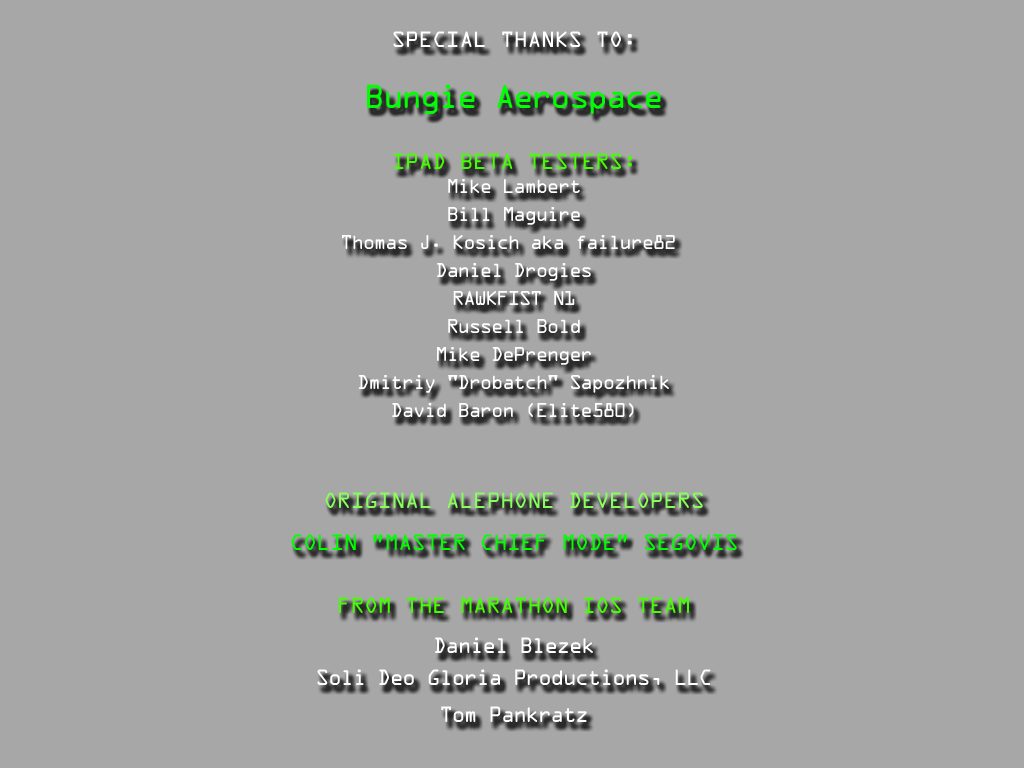 SPECIAL THANKS TO:
Bungie Aerospace
IPAD BETA TESTERS:
Mike Lambert
Bill Maguire
Thomas J. Kosich aka failure82
Daniel Drogies
RAWKFIST N1
Russell Bold
Mike DePrenger
Dmitriy "Drobatch" Sapozhnik
David Baron (Elite580)
ORIGINAL ALEPHONE DEVELOPERS
COLIN "MASTER CHIEF MODE" SEGOVIS
FROM THE MARATHON IOS TEAM
Daniel Blezek
Soli Deo Gloria Productions, LLC
Tom Pankratz